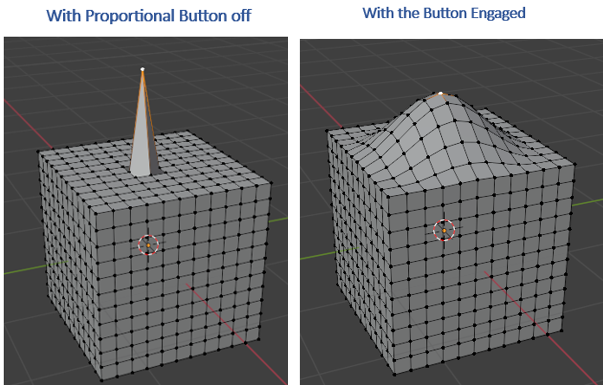 With Proportional Button off
With the Button Engaged